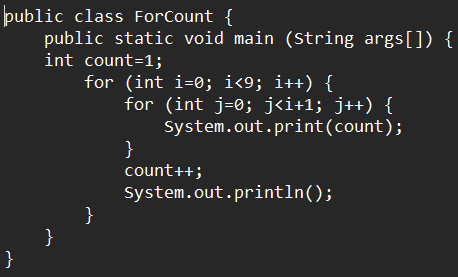 public class ForCount {
    public static void main (String args[]) {
    int count=1;
        for (int i=0; i<9; i++) {
            for (int j=0; j<i+1; j++) {
                System.out.print(count);
            }
            count++;
            System.out.println();
        }
    }
}